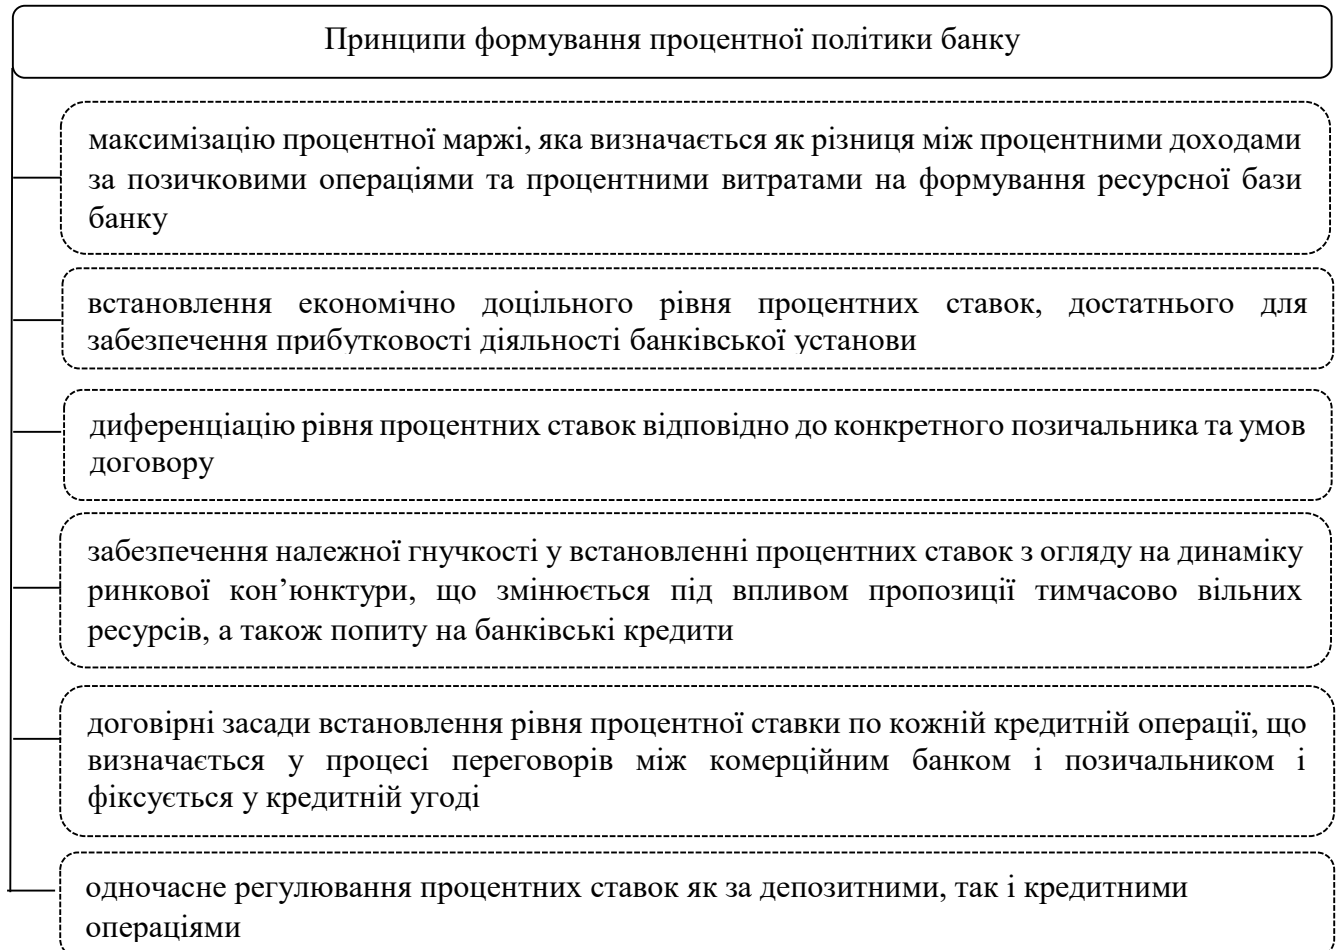 Принципи формування процентної політики банку
максимізацію процентної маржі, яка визначається як різниця між процентними доходами
за позичковими операціями та процентними витратами на формування ресурсної бази
банку
встановлення економічно доцільного рівня процентних ставок, достатнього для
забезпечення прибутковості діяльності банківської установи
диференціацію рівня процентних ставок відповідно до конкретного позичальника та умов
договору
забезпечення належної гнучкості у встановленні процентних ставок з огляду на динаміку
ринкової кон’юнктури, що змінюється під впливом пропозиції тимчасово вільних
ресурсів, а також попиту на банківські кредити
договірні засади встановлення рівня процентної ставки по кожній кредитній операції, що
визначається у процесі переговорів між комерційним банком і позичальником і
фіксується у кредитній угоді
одночасне регулювання процентних ставок як за депозитними, так і кредитними
операціями